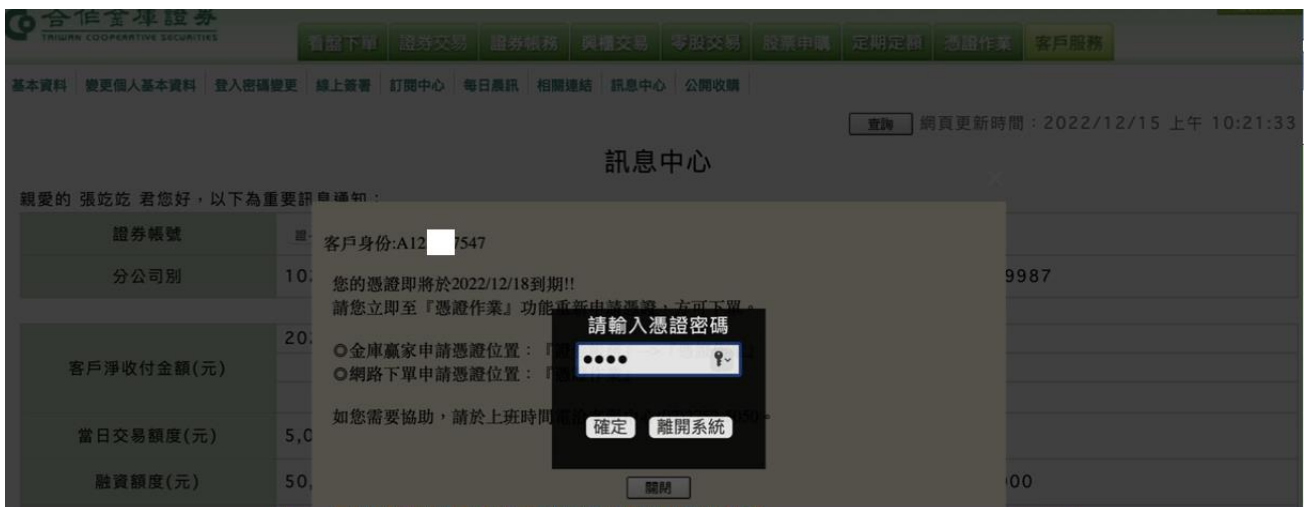 合作金庫證券
TAIWAN COOPERATIVE SECURITIES
看盤下單 證券交易 證券帳務 興櫃交易 零股交易 股票申購 定期定額 憑證作業 客戶服務
基本資料 變更個人基本資料 登入密碼變更 線上簽署 訂閱中心 每日晨訊 相關連結 訊息中心 公開收購
查詢 網頁更新時間：2022/12/15 上午 10:21:33
訊息中心
親愛的 張竑竑 君您好，以下為重要訊息通知：
證券帳號
客戶身份:A12 7547
分公司別 10 9987
您的憑證即將於2022/12/18到期!!
請您立即至『憑證作業』功能重新申請憑證，方可下單。
請輸入憑證密碼
20
◎金庫贏家申請憑證位置：『
客戶淨收付金額(元)
◎網路下單申請憑證位置：『
如您需要協助，請於上班時間
確定 離開系統
當日交易額度(元) 5,0
融資額度(元) 50, 00
關閉